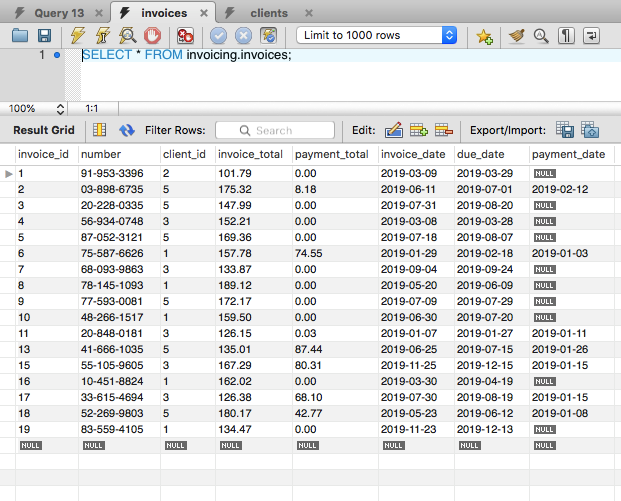 Query 13 invoices clients
Limit to 1000 rows
1 SELECT * FROM invoicing.invoices;
100% 1:1
Result Grid Filter Rows: Search Edit: Export/Import:
invoice_id number client_id invoice_total payment_total invoice_date due_date payment_date
1 91-953-3396 2 101.79 0.00 2019-03-09 2019-03-29 NULL
2 03-898-6735 5 175.32 8.18 2019-06-11 2019-07-01 2019-02-12
3 20-228-0335 5 147.99 0.00 2019-07-31 2019-08-20 NULL
4 56-934-0748 3 152.21 0.00 2019-03-08 2019-03-28 NULL
5 87-052-3121 5 169.36 0.00 2019-07-18 2019-08-07 NULL
6 75-587-6626 1 157.78 74.55 2019-01-29 2019-02-18 2019-01-03
7 68-093-9863 3 133.87 0.00 2019-09-04 2019-09-24 NULL
8 78-145-1093 1 189.12 0.00 2019-05-20 2019-06-09 NULL
9 77-593-0081 5 172.17 0.00 2019-07-09 2019-07-29 NULL
10 48-266-1517 1 159.50 0.00 2019-06-30 2019-07-20 NULL
11 20-848-0181 3 126.15 0.03 2019-01-07 2019-01-27 2019-01-11
13 41-666-1035 5 135.01 87.44 2019-06-25 2019-07-15 2019-01-26
15 55-105-9605 3 167.29 80.31 2019-11-25 2019-12-15 2019-01-15
16 10-451-8824 1 162.02 0.00 2019-03-30 2019-04-19 NULL
17 33-615-4694 3 126.38 68.10 2019-07-30 2019-08-19 2019-01-15
18 52-269-9803 5 180.17 42.77 2019-05-23 2019-06-12 2019-01-08
19 83-559-4105 1 134.47 0.00 2019-11-23 2019-12-13 NULL
NULL NULL NULL NULL NULL NULL NULL NULL